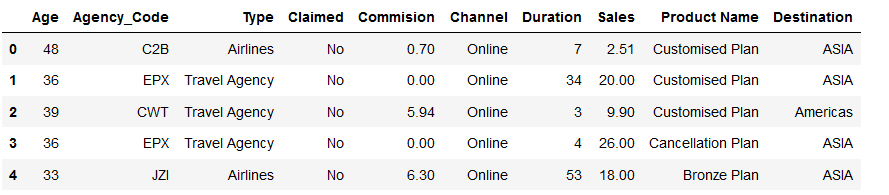 Age Agency_Code Type Claimed Commision Channel Duration Sales Product Name Destination
0 48 C2B Airlines No 0.70 Online 7 2.51 Customised Plan ASIA
1 36 EPX Travel Agency No 0.00 Online 34 20.00 Customised Plan ASIA
2 39 CWT Travel Agency No 5.94 Online 3 9.90 Customised Plan Americas
3 36 EPX Travel Agency No 0.00 Online 4 26.00 Cancellation Plan ASIA
4 33 JZI Airlines No 6.30 Online 53 18.00 Bronze Plan ASIA